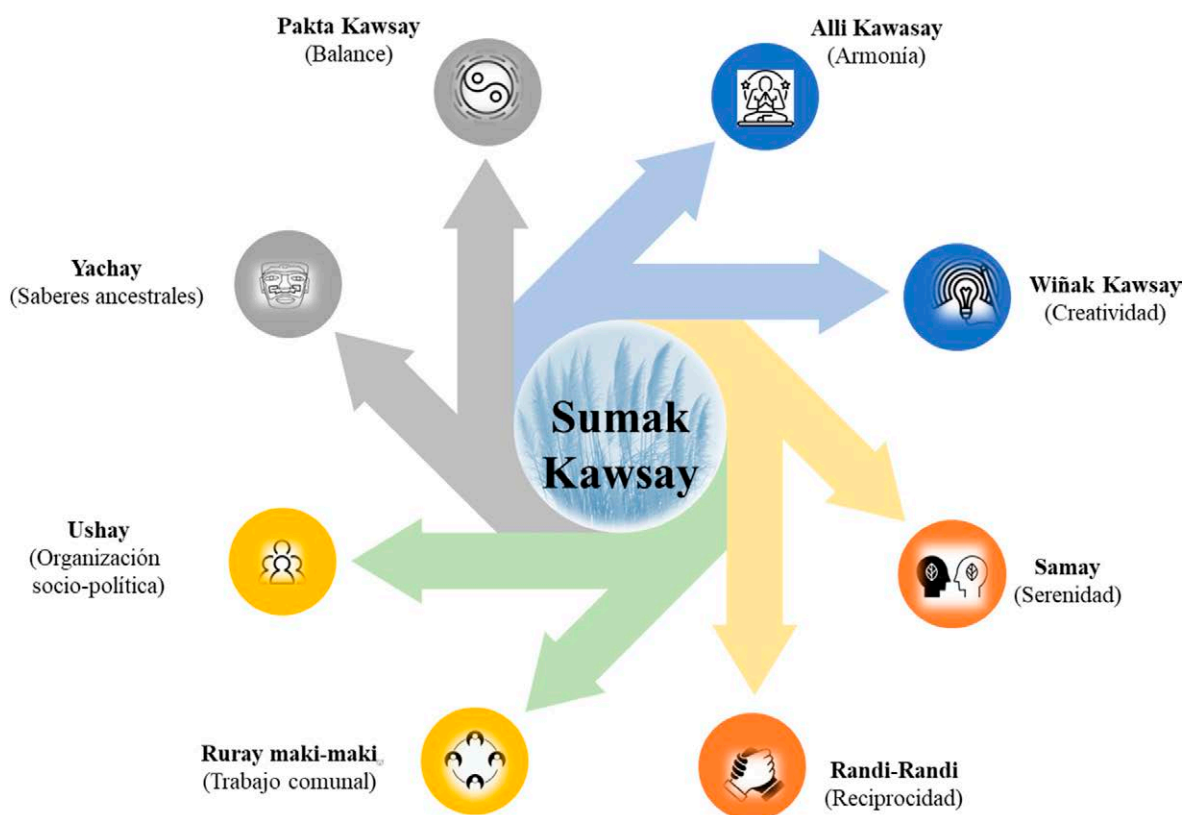 Pakta Kawsay
(Balance)
Alli Kawasay
(Armonía)
Yachay
(Saberes ancestrales)
Wiñak Kawsay
(Creatividad)
Sumak
Kawsay
Ushay
(Organización
socio-política)
Samay
(Serenidad)
Ruray maki-maki
(Trabajo comunal)
Randi-Randi
(Reciprocidad)